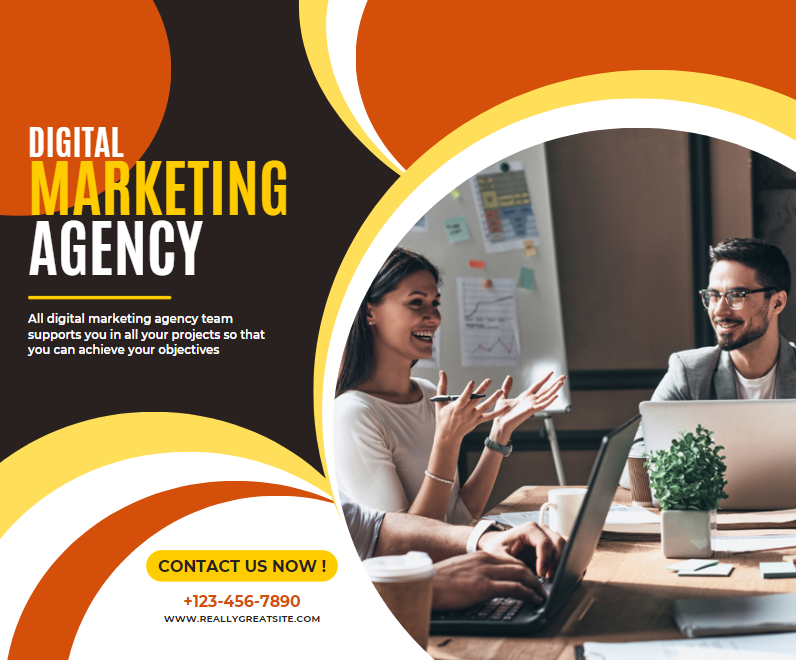 DIGITAL
MARKETING
AGENCY
All digital marketing agency team
supports you in all your projects so that
you can achieve your objectives
CONTACT US NOW !
+123-456-7890
WWW.REALLYGREATSITE.COM